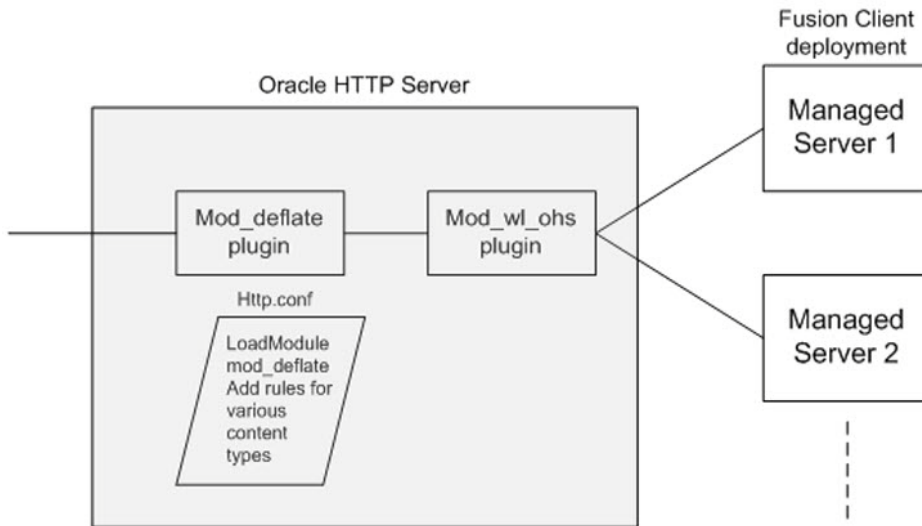 Fusion Client
deployment
Oracle HTTP Server
Managed
Server 1
Mod_deflate
plugin
Mod_wl_ohs
plugin
Http.conf
LoadModule
mod_deflate
Add rules for
various
content
types
Managed
Server 2